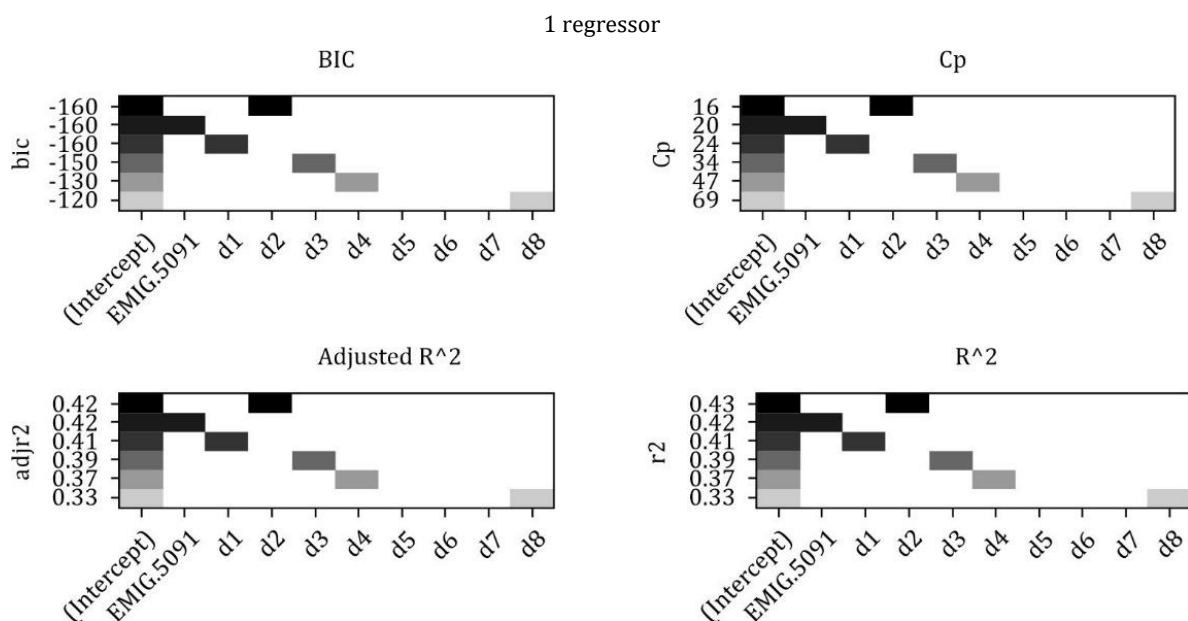 1 regressor
BIC
bic
-160
-160
-160
-150
-130
-120
(Intercept)
EMIG.5091
d1
d2
d3
d4
d5
d6
d7
d8
Cp
Cp
16
20
24
34
47
69
(Intercept)
EMIG.5091
d1
d2
d3
d4
d5
d6
d7
d8
Adjusted R^2
adjr2
0.42
0.42
0.41
0.39
0.37
0.33
(Intercept)
EMIG.5091
d1
d2
d3
d4
d5
d6
d7
d8
R^2
r2
0.43
0.42
0.41
0.39
0.37
0.33
(Intercept)
EMIG.5091
d1
d2
d3
d4
d5
d6
d7
d8